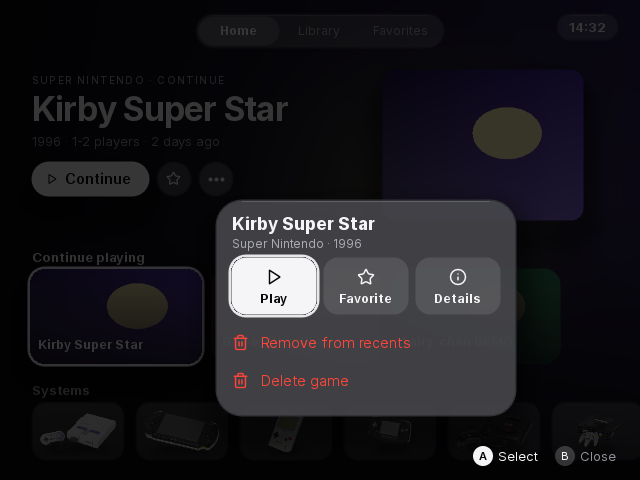 Home Library Favorites
14:32
SUPER NINTENDO · CONTINUE
Kirby Super Star
1996 1-2 players 2 days ago
Continue
Kirby Super Star
Super Nintendo · 1996
Play Favorite Details
Remove from recents
Delete game
Continue playing
Kirby Super Star
Systems
A Select B Close